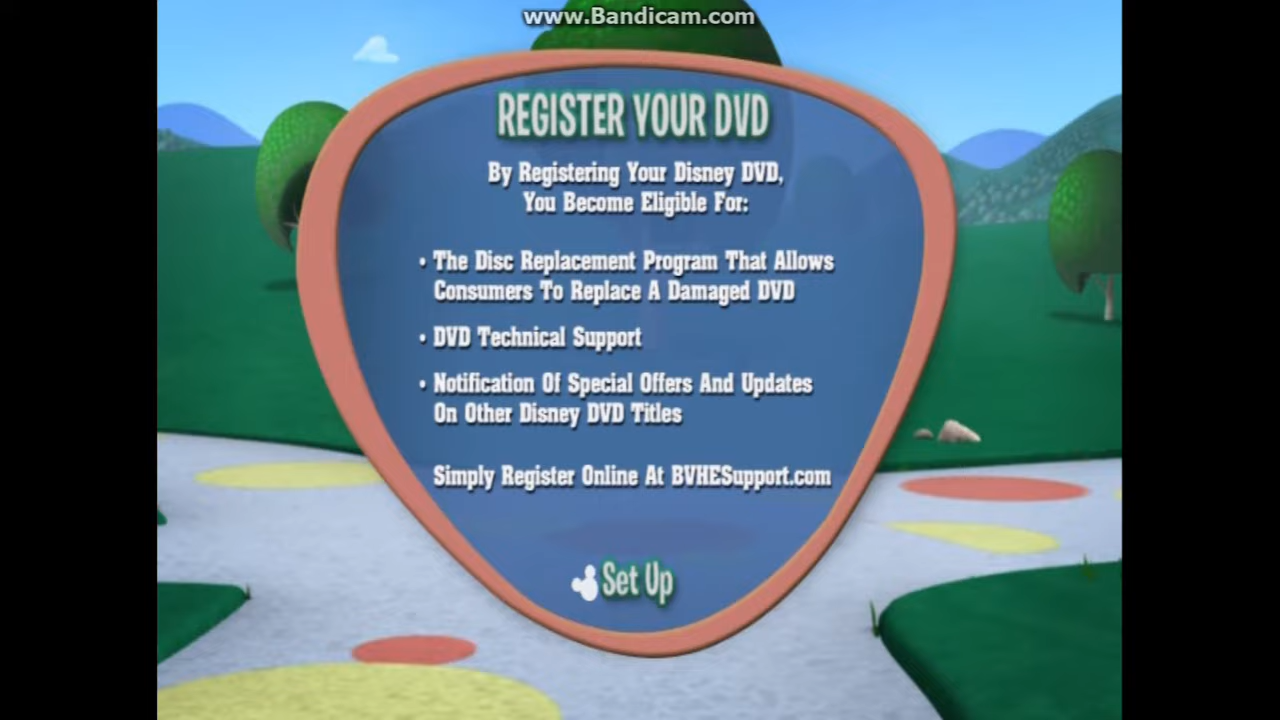 www.Bandicam.com
REGISTER YOUR DVD
By Registering Your Disney DVD,
You Become Eligible For:
• The Disc Replacement Program That Allows
Consumers To Replace A Damaged DVD
• DVD Technical Support
• Notification Of Special Offers And Updates
On Other Disney DVD Titles
Simply Register Online At BVHESupport.com
Set Up